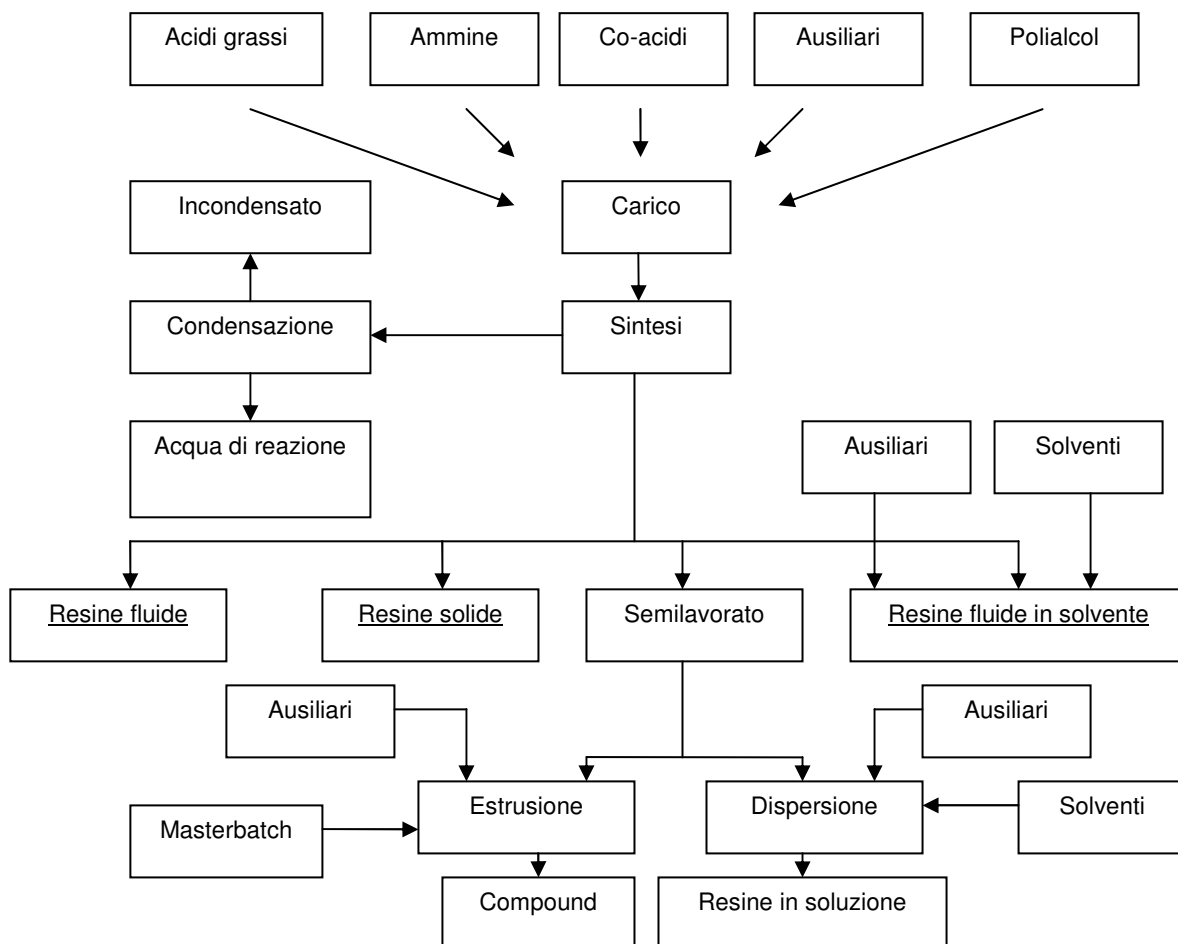 Acidi grassi
Ammine
Co-acidi
Ausiliari
Polialcol
Incondensato
Carico
Condensazione
Sintesi
Acqua di reazione
Ausiliari
Solventi
Resine fluide
Resine solide
Semilavorato
Resine fluide in solvente
Ausiliari
Ausiliari
Estrusione
Dispersione
Solventi
Masterbatch
Compound
Resine in soluzione